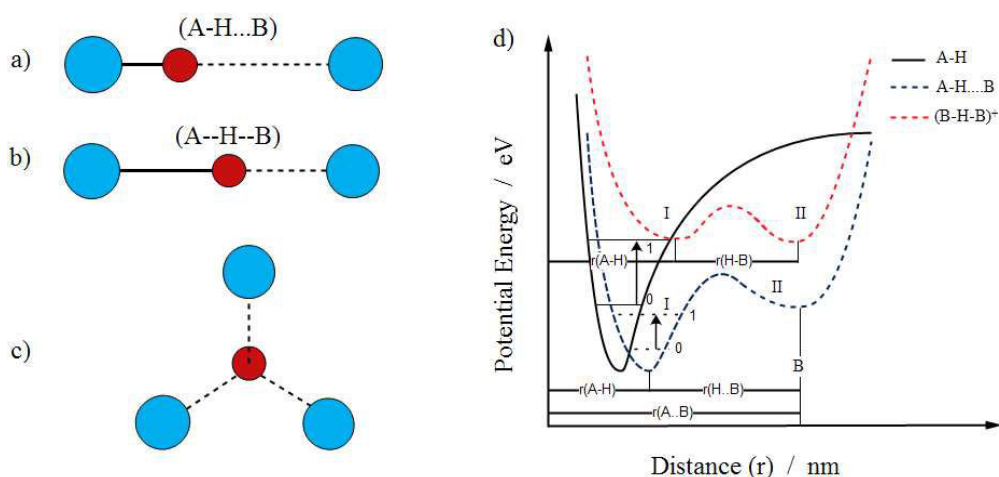 (A-H...B)
a)
(A--H--B)
b)
c)
d)
A-H
A-H....B
(B-H-B)⁺
Potential Energy / eV
I
II
1
r(A-H)
r(H-B)
0
I
II
1
0
B
r(A-H)
r(H..B)
r(A..B)
Distance (r) / nm